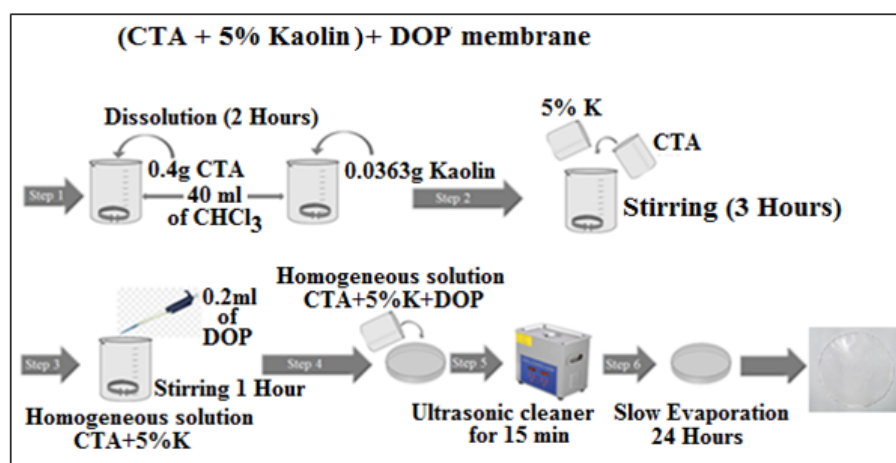 (CTA + 5% Kaolin)+ DOP membrane
Dissolution (2 Hours)
0.4g CTA
40 ml
of CHCl₃
0.0363g Kaolin
5% K
CTA
Stirring (3 Hours)
Step 1
Step 2
0.2ml
of
DOP
Stirring 1 Hour
Homogeneous solution
CTA+5%K
Homogeneous solution
CTA+5%K+DOP
Step 3
Step 4
Step 5
Step 6
Ultrasonic cleaner
for 15 min
Slow Evaporation
24 Hours